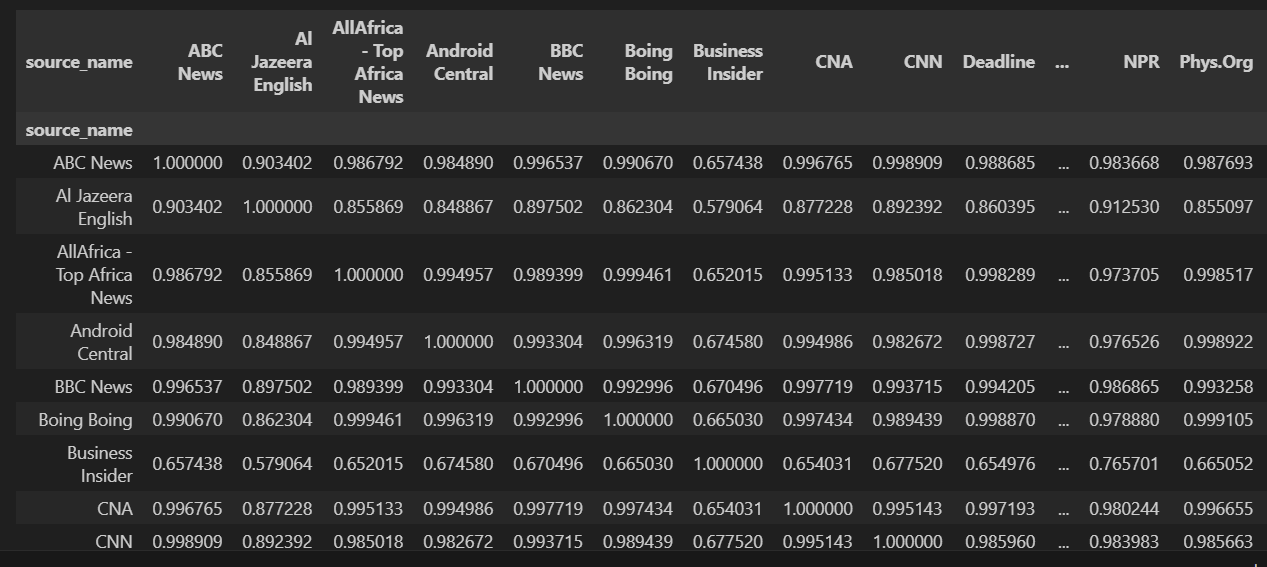 source_name ABC News Al Jazeera English AllAfrica - Top Africa News Android Central BBC News Boing Boing Business Insider CNA CNN Deadline ... NPR Phys.Org
source_name
ABC News 1.000000 0.903402 0.986792 0.984890 0.996537 0.990670 0.657438 0.996765 0.998909 0.988685 ... 0.983668 0.987693
Al Jazeera English 0.903402 1.000000 0.855869 0.848867 0.897502 0.862304 0.579064 0.877228 0.892392 0.860395 ... 0.912530 0.855097
AllAfrica - Top Africa News 0.986792 0.855869 1.000000 0.994957 0.989399 0.999461 0.652015 0.995133 0.985018 0.998289 ... 0.973705 0.998517
Android Central 0.984890 0.848867 0.994957 1.000000 0.993304 0.996319 0.674580 0.994986 0.982672 0.998727 ... 0.976526 0.998922
BBC News 0.996537 0.897502 0.989399 0.993304 1.000000 0.992996 0.670496 0.997719 0.993715 0.994205 ... 0.986865 0.993258
Boing Boing 0.990670 0.862304 0.999461 0.996319 0.992996 1.000000 0.665030 0.997434 0.989439 0.998870 ... 0.978880 0.999105
Business Insider 0.657438 0.579064 0.652015 0.674580 0.670496 0.665030 1.000000 0.654031 0.677520 0.654976 ... 0.765701 0.665052
CNA 0.996765 0.877228 0.995133 0.994986 0.997719 0.997434 0.654031 1.000000 0.995143 0.997193 ... 0.980244 0.996655
CNN 0.998909 0.892392 0.985018 0.982672 0.993715 0.989439 0.677520 0.995143 1.000000 0.985960 ... 0.983983 0.985663